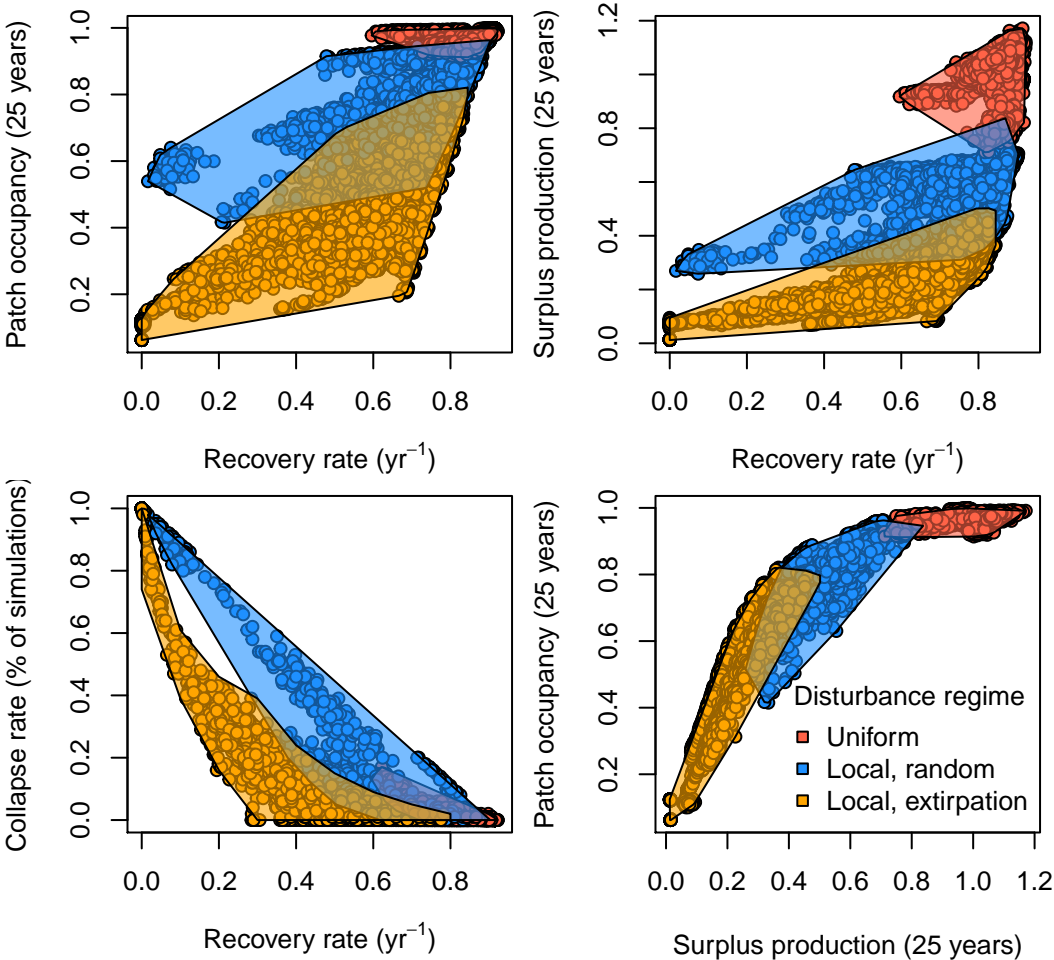 Patch occupancy (25 years)
1.0
0.8
0.6
0.4
0.2
0.0 0.2 0.4 0.6 0.8
Recovery rate (yr⁻¹)
Surplus production (25 years)
1.2
0.8
0.4
0.0
0.0 0.2 0.4 0.6 0.8
Recovery rate (yr⁻¹)
Collapse rate (% of simulations)
1.0
0.8
0.6
0.4
0.2
0.0
0.0 0.2 0.4 0.6 0.8
Recovery rate (yr⁻¹)
Patch occupancy (25 years)
1.0
0.8
0.6
0.4
0.2
Disturbance regime
Uniform
Local, random
Local, extirpation
0.0 0.2 0.4 0.6 0.8 1.0 1.2
Surplus production (25 years)